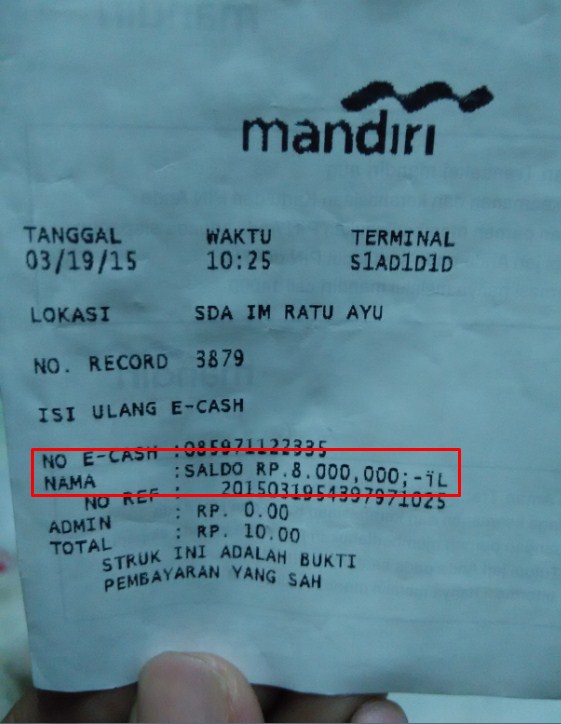 mandiri
TANGGAL WAKTU TERMINAL
03/19/15 10:25 S1AD1D1D
LOKASI SDA IM RATU AYU
NO. RECORD 3879
ISI ULANG E-CASH
NO E-CASH :085971122335
NAMA :SALDO RP.8.000,000;-ïL
NO REF : 2015031954397971025
ADMIN : RP. 0.00
TOTAL : RP. 10.00
STRUK INI ADALAH BUKTI
PEMBAYARAN YANG SAH